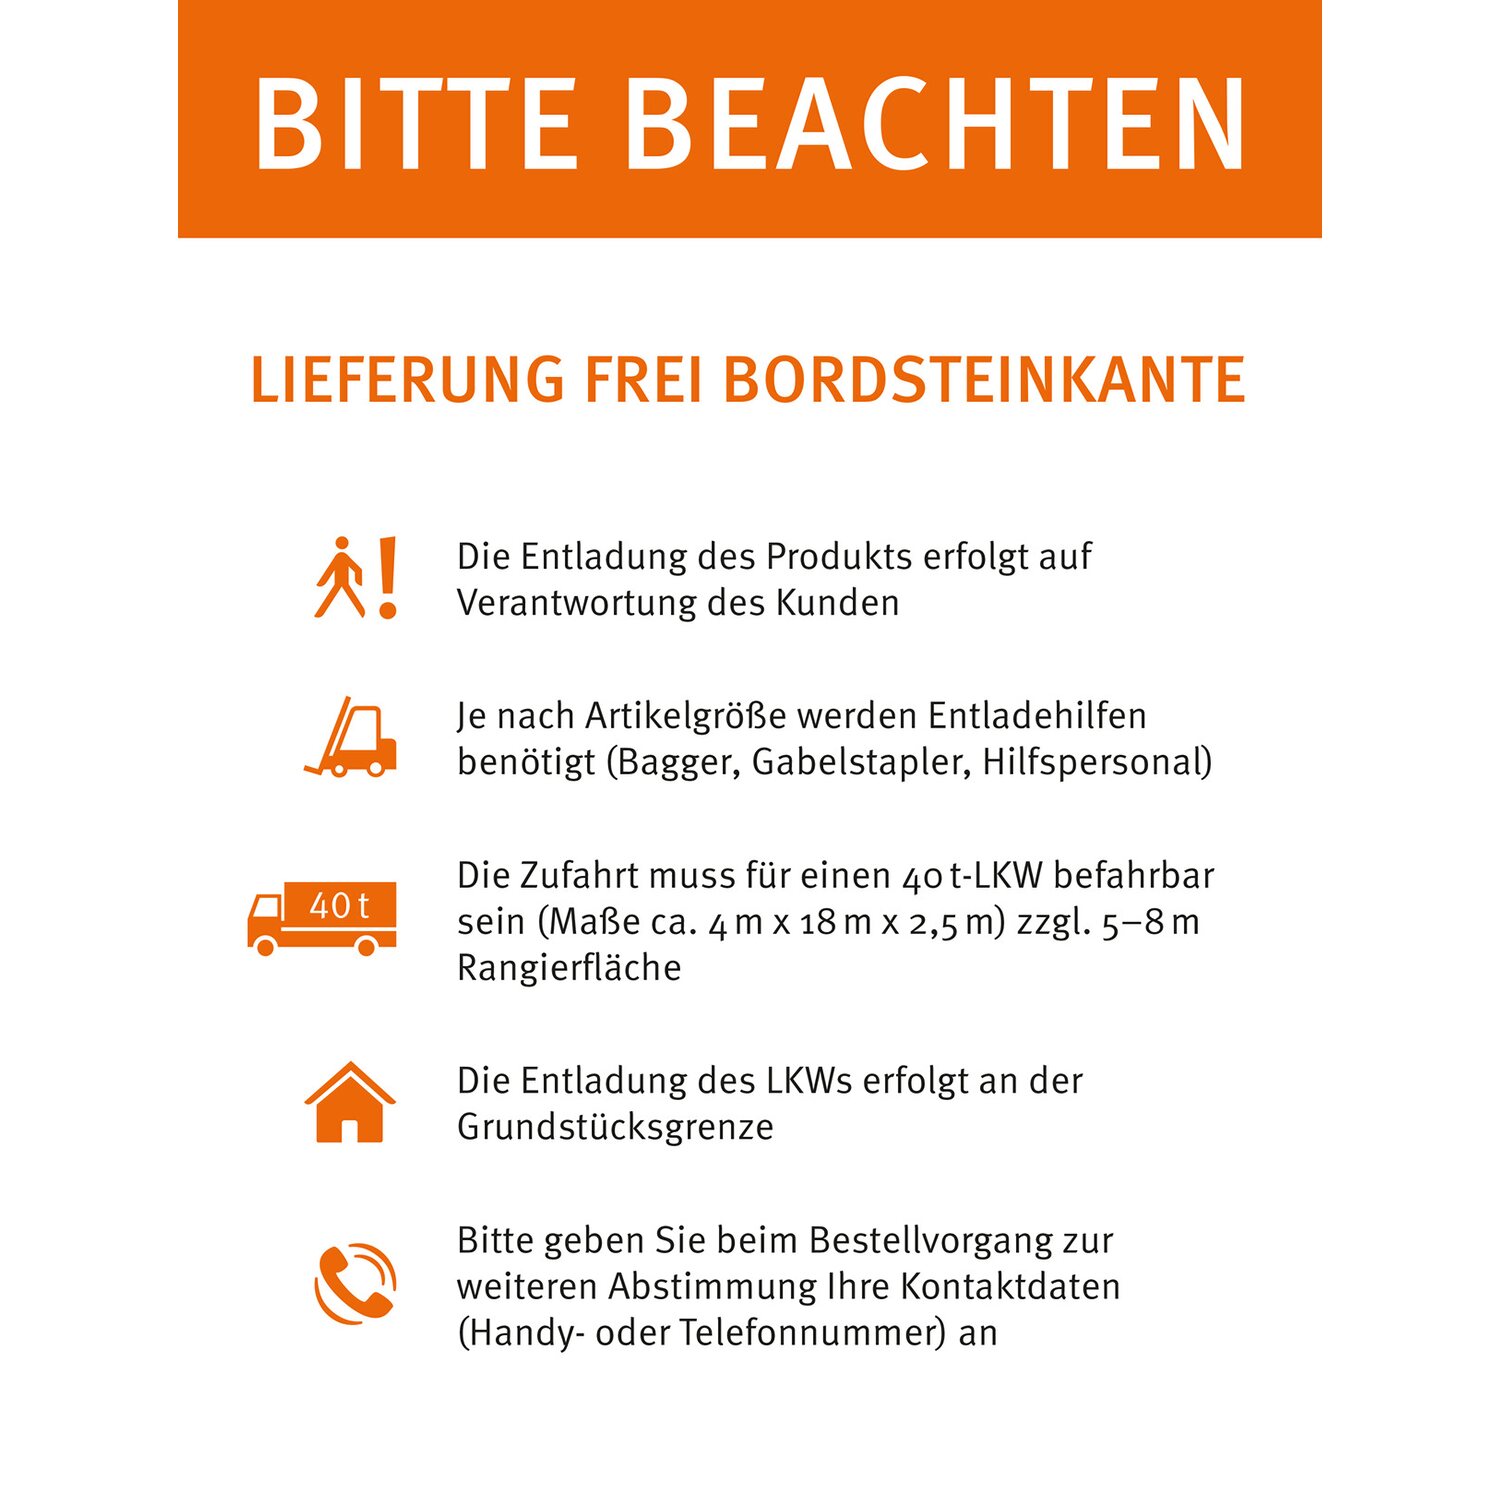 BITTE BEACHTEN
LIEFERUNG FREI BORDSTEINKANTE
Die Entladung des Produkts erfolgt auf
Verantwortung des Kunden
Je nach Artikelgröße werden Entladehilfen
benötigt (Bagger, Gabelstapler, Hilfspersonal)
40 t
Die Zufahrt muss für einen 40 t-LKW befahrbar
sein (Maße ca. 4 m x 18 m x 2,5 m) zzgl. 5–8 m
Rangierfläche
Die Entladung des LKWs erfolgt an der
Grundstücksgrenze
Bitte geben Sie beim Bestellvorgang zur
weiteren Abstimmung Ihre Kontaktdaten
(Handy- oder Telefonnummer) an